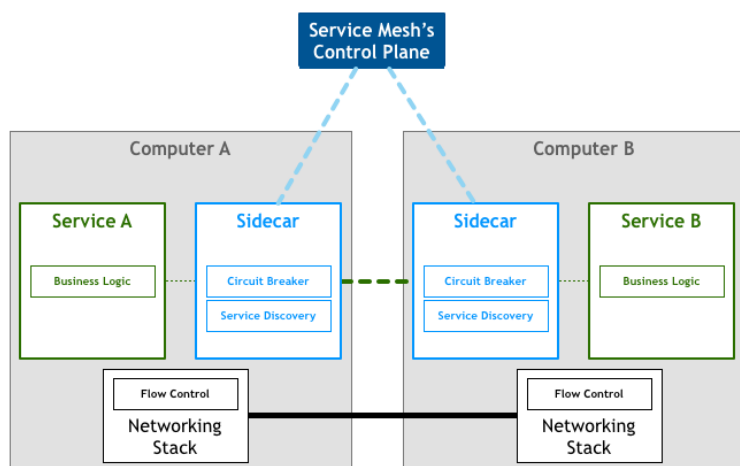 Service Mesh's
Control Plane
Computer A
Computer B
Service A
Sidecar
Sidecar
Service B
Business Logic
Circuit Breaker
Circuit Breaker
Business Logic
Service Discovery
Service Discovery
Flow Control
Networking
Stack
Flow Control
Networking
Stack